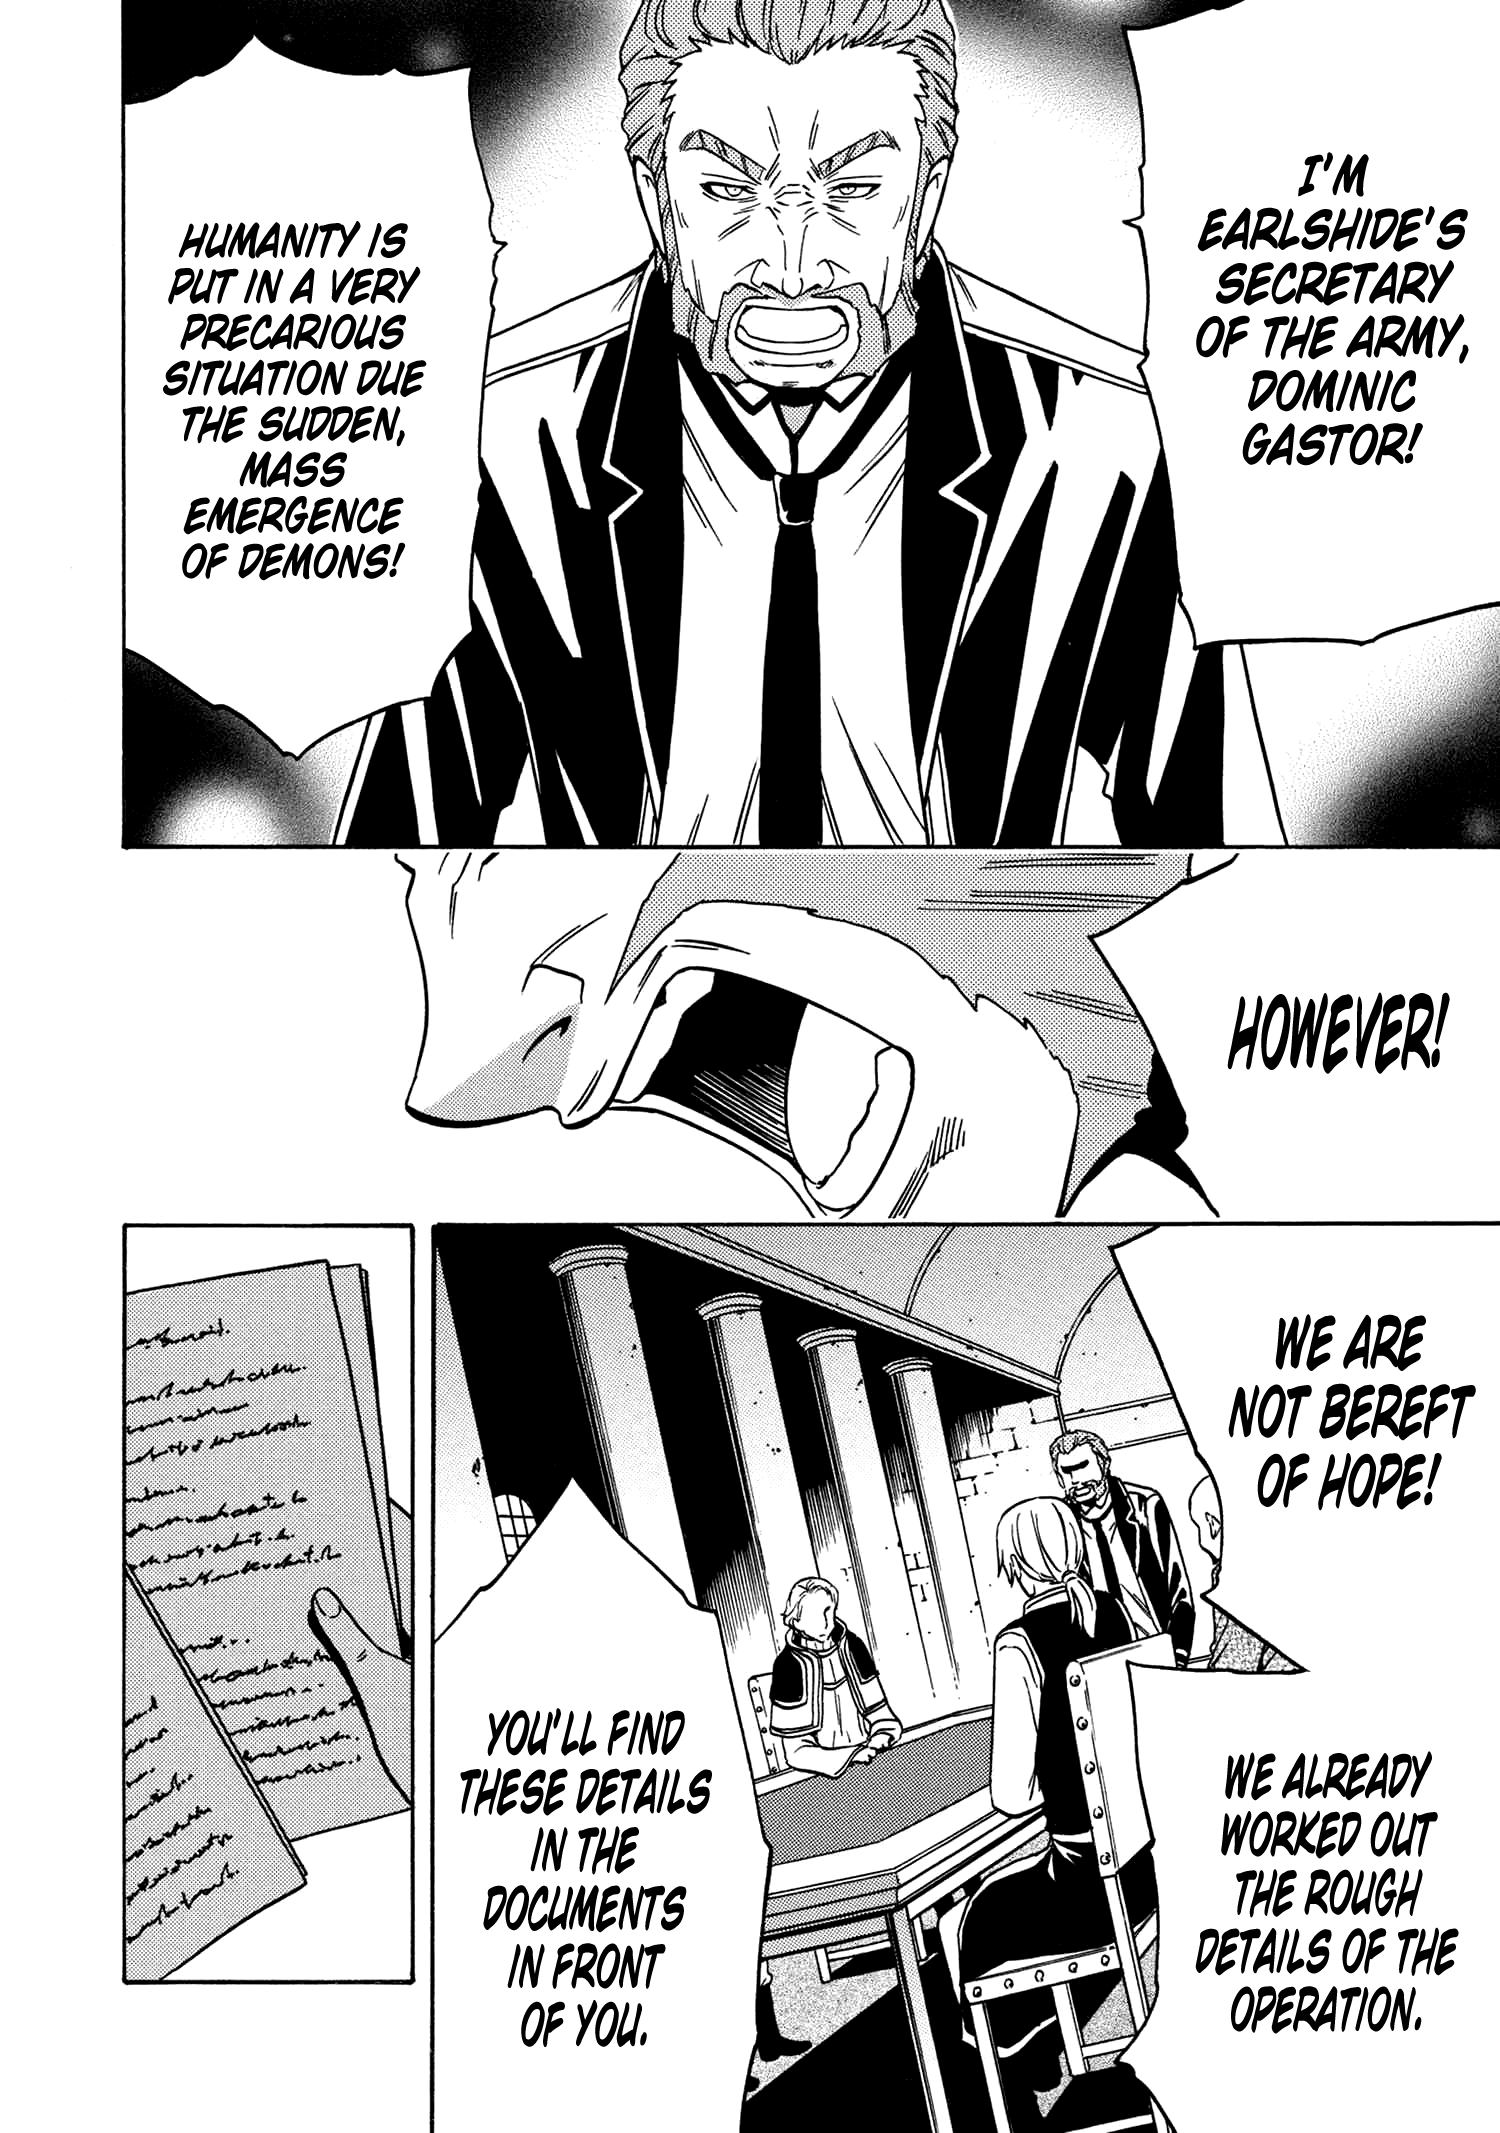 I'M
EARLSHIDE'S
SECRETARY
OF THE ARMY,
DOMINIC
GASTOR!
HUMANITY IS
PUT IN A VERY
PRECARIOUS
SITUATION DUE
THE SUDDEN,
MASS
EMERGENCE
OF DEMONS!
HOWEVER!
WE ARE
NOT BEREFT
OF HOPE!
WE ALREADY
WORKED OUT
THE ROUGH
DETAILS OF THE
OPERATION.
YOU'LL FIND
THESE DETAILS
IN THE
DOCUMENTS
IN FRONT
OF YOU.